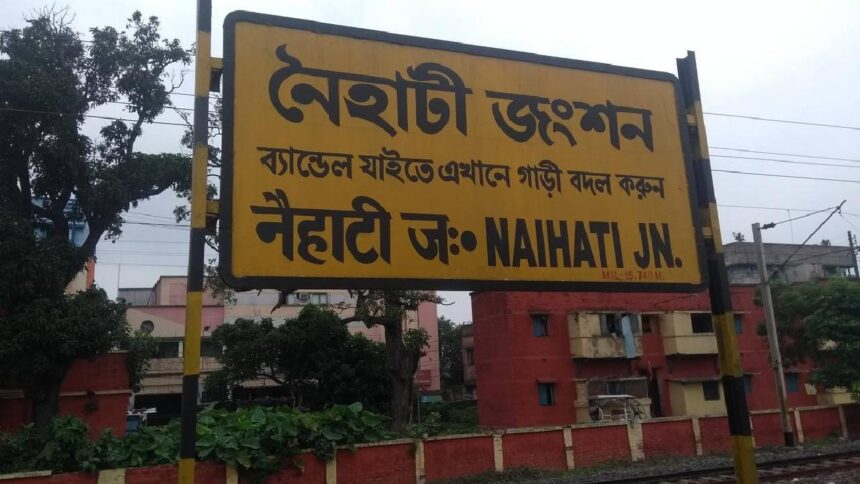 নৈহাটী জংশন
ব্যান্ডেল যাইতে এখানে গাড়ী বদল করুন
नैहाटी ज़ः• NAIHATI JN.
MSL-15.740 M.